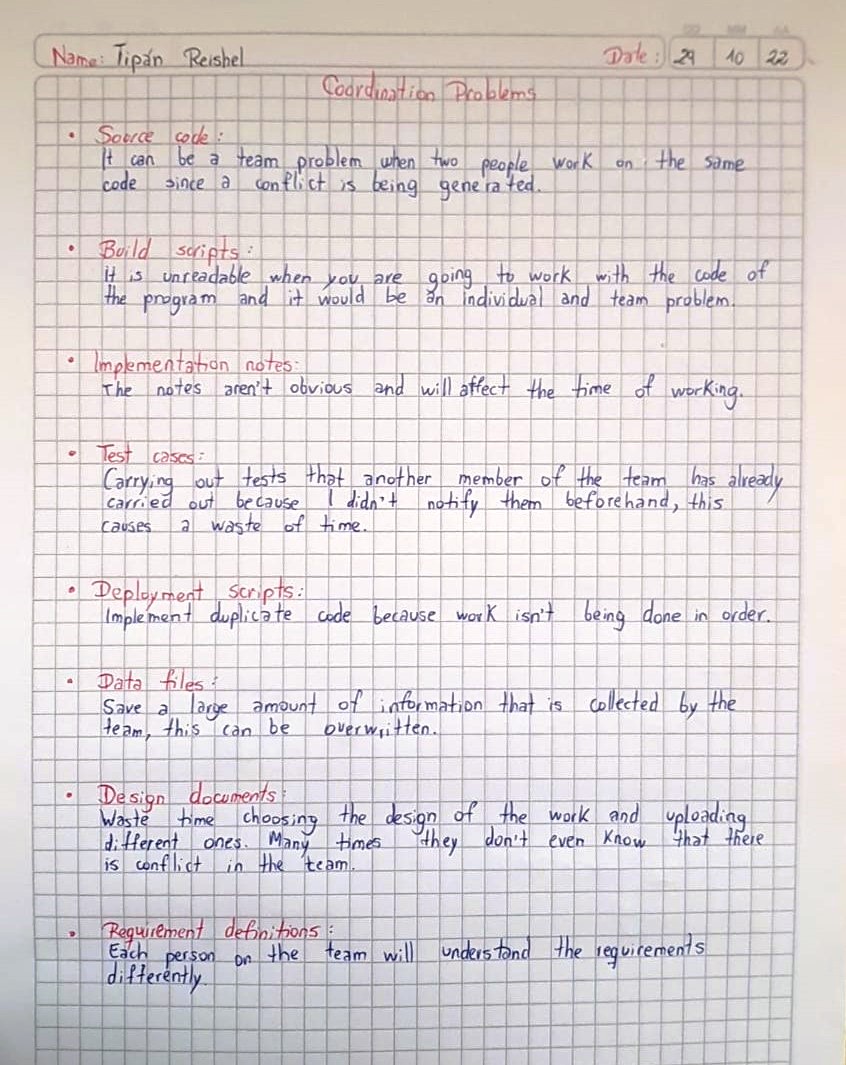 Name: Tipán Reishel Date: 29 10 22
Coordination Problems
• Source code:
It can be a team problem when two people work on the same
code since a conflict is being generated.
• Build scripts:
It is unreadable when you are going to work with the code of
the program and it would be an individual and team problem.
• Implementation notes:
The notes aren't obvious and will affect the time of working.
• Test cases:
Carrying out tests that another member of the team has already
carried out because I didn't notify them beforehand, this
causes a waste of time.
• Deployment scripts:
Implement duplicate code because work isn't being done in order.
• Data files:
Save a large amount of information that is collected by the
team, this can be overwritten.
• Design documents:
Waste time choosing the design of the work and uploading
different ones. Many times they don't even know that there
is conflict in the team.
• Requirement definitions:
Each person on the team will understand the requirements
differently.